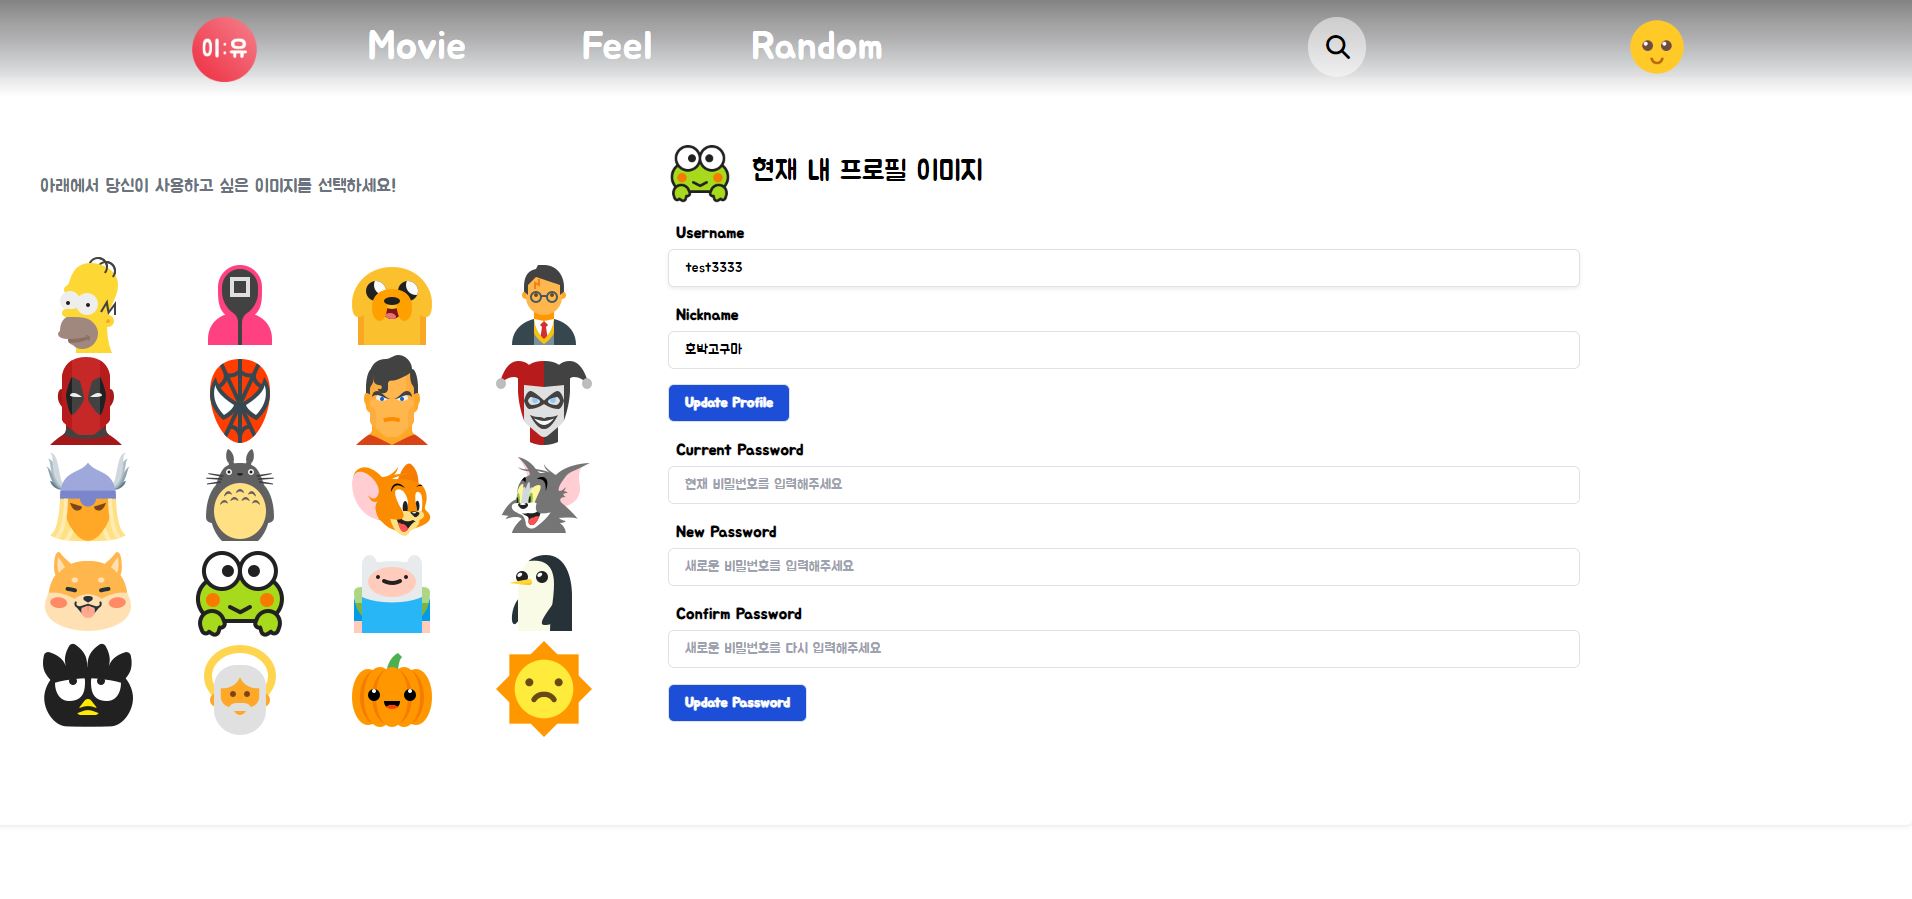 이:유
Movie
Feel
Random
아래에서 당신이 사용하고 싶은 이미지를 선택하세요!
현재 내 프로필 이미지
Username
test3333
Nickname
호박고구마
Update Profile
Current Password
현재 비밀번호를 입력해주세요
New Password
새로운 비밀번호를 입력해주세요
Confirm Password
새로운 비밀번호를 다시 입력해주세요
Update Password